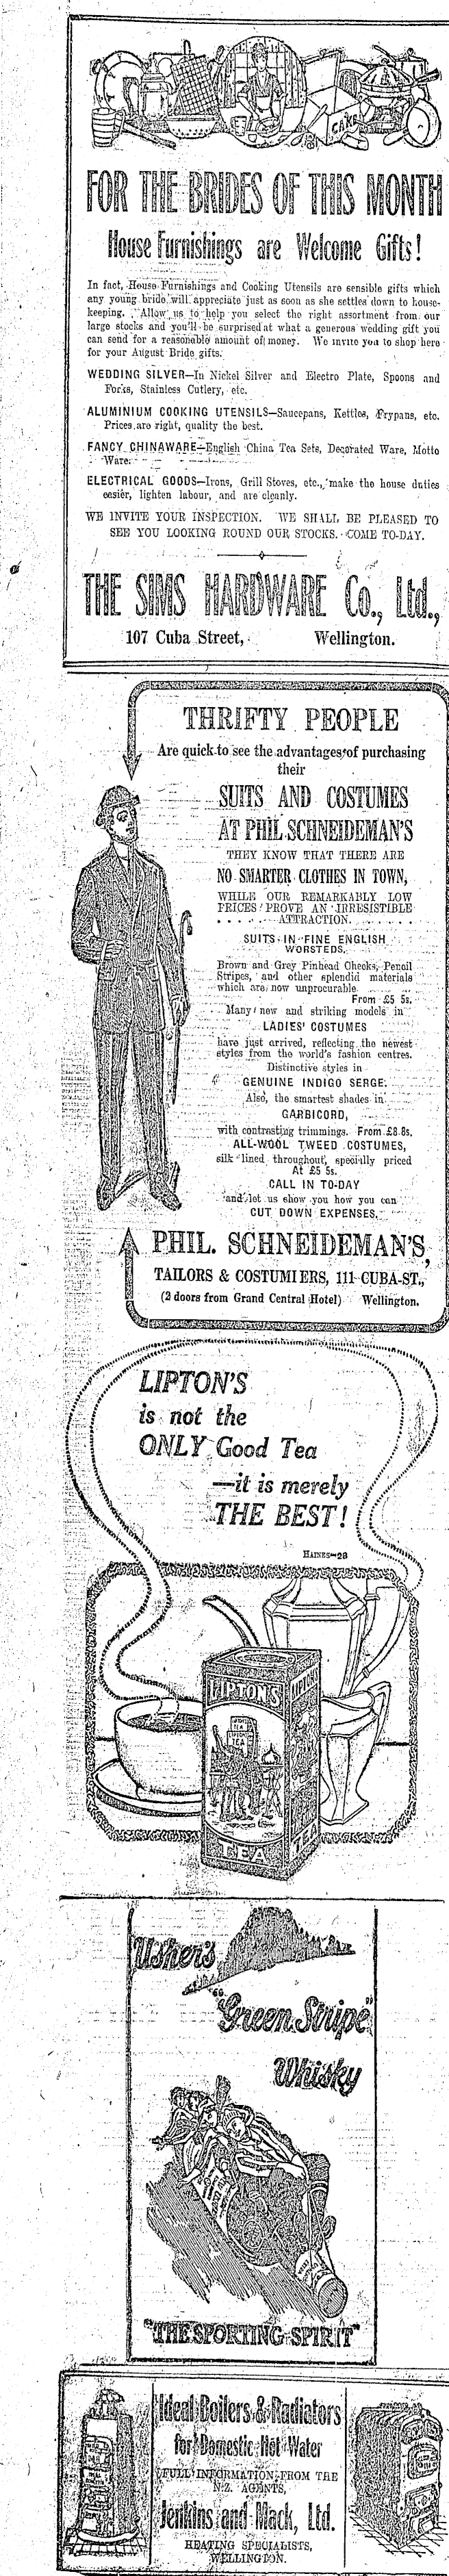 CAKE
FOR THE BRIDES OF THIS MONTH
House Furnishings are Welcome Gifts!
In fact, House Furnishings and Cooking Utensils are sensible gifts which
any young bride will appreciate just as soon as she settles down to house-
keeping. Allow us to help you select the right assortment from our
large stocks and you'll be surprised at what a generous wedding gift you
can send for a reasonable amount of money. We invite you to shop here
for your August Bride gifts.
WEDDING SILVER—In Nickel Silver and Electro Plate, Spoons and
Forks, Stainless Cutlery, etc.
ALUMINIUM COOKING UTENSILS—Saucepans, Kettles, Frypans, etc.
Prices are right, quality the best.
FANCY CHINAWARE—English China Tea Sets, Decorated Ware, Motto
Ware.
ELECTRICAL GOODS—Irons, Grill Stoves, etc., make the house duties
easier, lighten labour, and are cleanly.
WE INVITE YOUR INSPECTION. WE SHALL BE PLEASED TO
SEE YOU LOOKING ROUND OUR STOCKS. COME TO-DAY.
THE SIMS HARDWARE Co., Ltd.,
107 Cuba Street, Wellington.
THRIFTY PEOPLE
Are quick to see the advantages of purchasing
their
SUITS AND COSTUMES
AT PHIL SCHNEIDEMAN'S
THEY KNOW THAT THERE ARE
NO SMARTER CLOTHES IN TOWN,
WHILE OUR REMARKABLY LOW
PRICES PROVE AN IRRESISTIBLE
. . . . . ATTRACTION. . . . . . .
SUITS IN FINE ENGLISH
WORSTEDS.
Brown and Grey Pinhead Checks, Pencil
Stripes, and other splendid materials
which are now unprocurable
From £5 5s.
Many new and striking models in
LADIES' COSTUMES
have just arrived, reflecting the newest
styles from the world's fashion centres.
Distinctive styles in
GENUINE INDIGO SERGE.
Also, the smartest shades in
GARBICORD,
with contrasting trimmings. From £8 8s.
ALL-WOOL TWEED COSTUMES,
silk lined throughout, specially priced
At £5 5s.
CALL IN TO-DAY
and let us show you how you can
CUT DOWN EXPENSES.
PHIL. SCHNEIDEMAN'S,
TAILORS & COSTUMIERS, 111 CUBA-ST.,
(2 doors from Grand Central Hotel) Wellington.
LIPTON'S
is not the
ONLY Good Tea
—it is merely
THE BEST!
HAINES—28
LIPTON'S
TEA
TEA
Usher's
"Green Stripe"
Whisky
"THE SPORTING SPIRIT"
Ideal Boilers & Radiators
for Domestic Hot Water
FULL INFORMATION FROM THE
N.Z. AGENTS,
Jenkins and Mack, Ltd.
HEATING SPECIALISTS,
WELLINGTON.